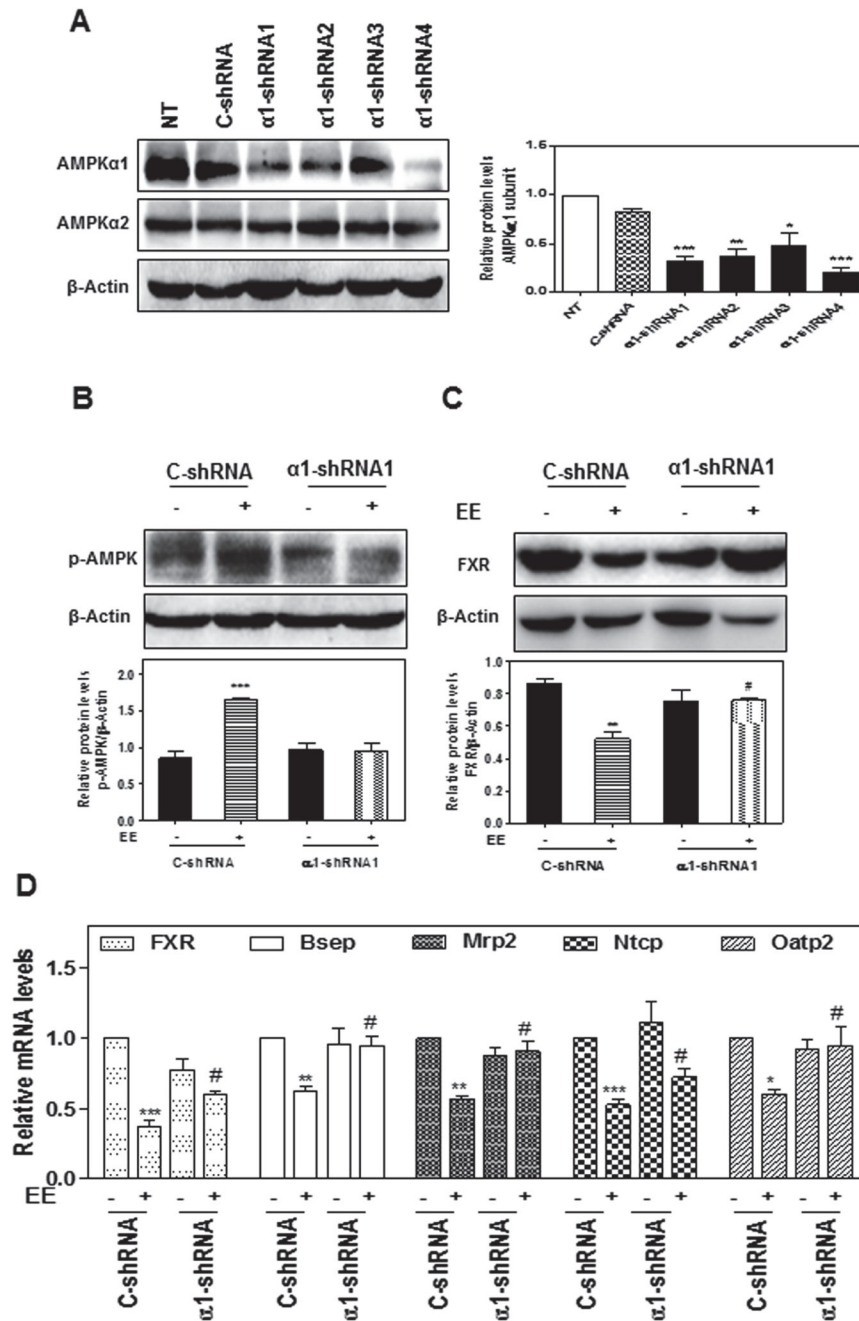 A
NT
C-shRNA
α1-shRNA1
α1-shRNA2
α1-shRNA3
α1-shRNA4
AMPKα1
AMPKα2
β-Actin
Relative protein levels
AMPKα1 subunit
1.5
1.0
0.5
0.0
*** ** * ***
NT
C-shRNA
α1-shRNA1
α1-shRNA2
α1-shRNA3
α1-shRNA4
B
C-shRNA α1-shRNA1
- + - +
p-AMPK
β-Actin
Relative protein levels
p-AMPK/β-Actin
2.0
1.5
1.0
0.5
0.0
***
EE - + - +
C-shRNA α1-shRNA1
C
C-shRNA α1-shRNA1
EE - + - +
FXR
β-Actin
Relative protein levels
FXR/β-Actin
1.0
0.8
0.6
0.4
0.2
0.0
** #
EE - + - +
C-shRNA α1-shRNA1
D
FXR Bsep Mrp2 Ntcp Oatp2
Relative mRNA levels
1.5
1.0
0.5
0.0
*** # ** # ** # *** # * #
EE - + - + - + - + - + - + - + - + - + - +
C-shRNA
α1-shRNA
C-shRNA
α1-shRNA
C-shRNA
α1-shRNA
C-shRNA
α1-shRNA
C-shRNA
α1-shRNA